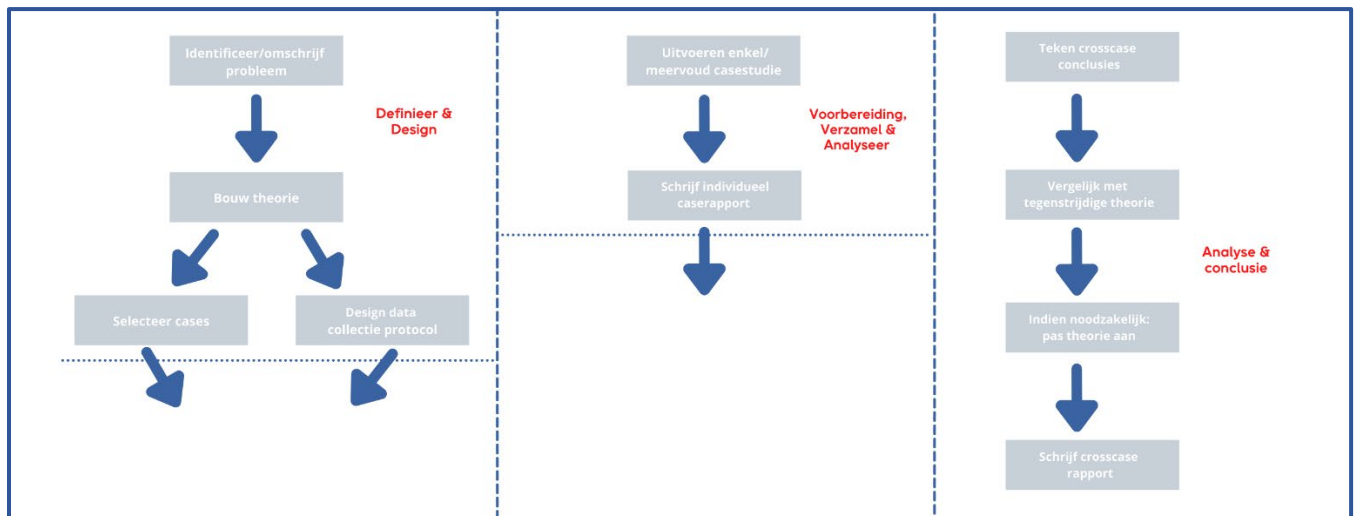 Identificeer/omschrijf
probleem
Definieer &
Design
Bouw theorie
Selecteer cases
Design data
collectie protocol
Uitvoeren enkel/
meervoud casestudie
Voorbereiding,
Verzamel &
Analyseer
Schrijf individueel
caserapport
Teken crosscase
conclusies
Vergelijk met
tegenstrijdige theorie
Analyse &
conclusie
Indien noodzakelijk:
pas theorie aan
Schrijf crosscase
rapport